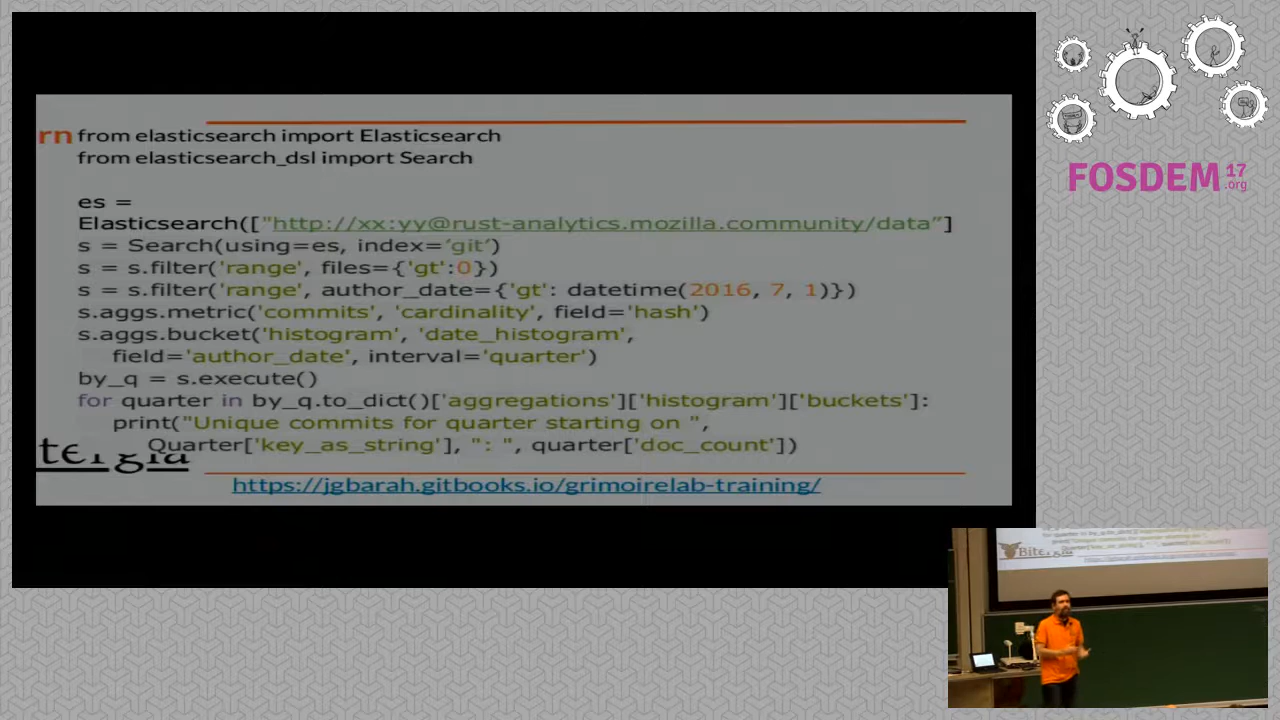 rn
from elasticsearch import Elasticsearch
from elasticsearch_dsl import Search
es =
Elasticsearch(["http://xx:yy@rust-analytics.mozilla.community/data”]
s = Search(using=es, index=‘git’)
s = s.filter('range', files={'gt':0})
s = s.filter('range', author_date={'gt': datetime(2016, 7, 1)})
s.aggs.metric('commits', 'cardinality', field='hash')
s.aggs.bucket('histogram', 'date_histogram',
field='author_date', interval='quarter')
by_q = s.execute()
for quarter in by_q.to_dict()['aggregations']['histogram']['buckets']:
print("Unique commits for quarter starting on ",
Quarter['key_as_string'], ": ", quarter['doc_count'])
https://jgbarah.gitbooks.io/grimoirelab-training/
FOSDEM 17
.org
Bitergia